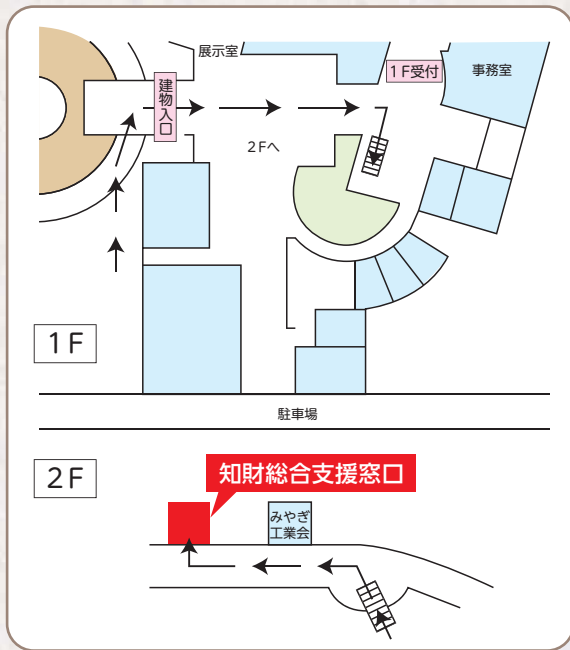 展示室
1F受付
事務室
建物入口
2Fへ
1F
駐車場
2F
知財総合支援窓口
みやぎ
工業会